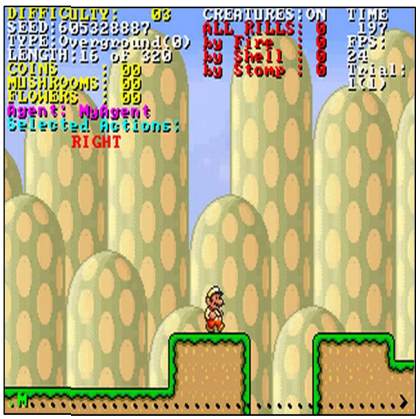 DIFFICULTY: 03
SEED:605328887
TYPE:Overground(0)
LENGTH:16 of 320
COINS : 00
MUSHROOMS: 00
FLOWERS : 00
Agent: MyAgent
Selected Actions:
RIGHT
CREATURES:ON
ALL KILLS: 0
by Fire : 0
by Shell : 0
by Stomp : 0
TIME
197
FPS:
24
Trial:
1(1)
.M